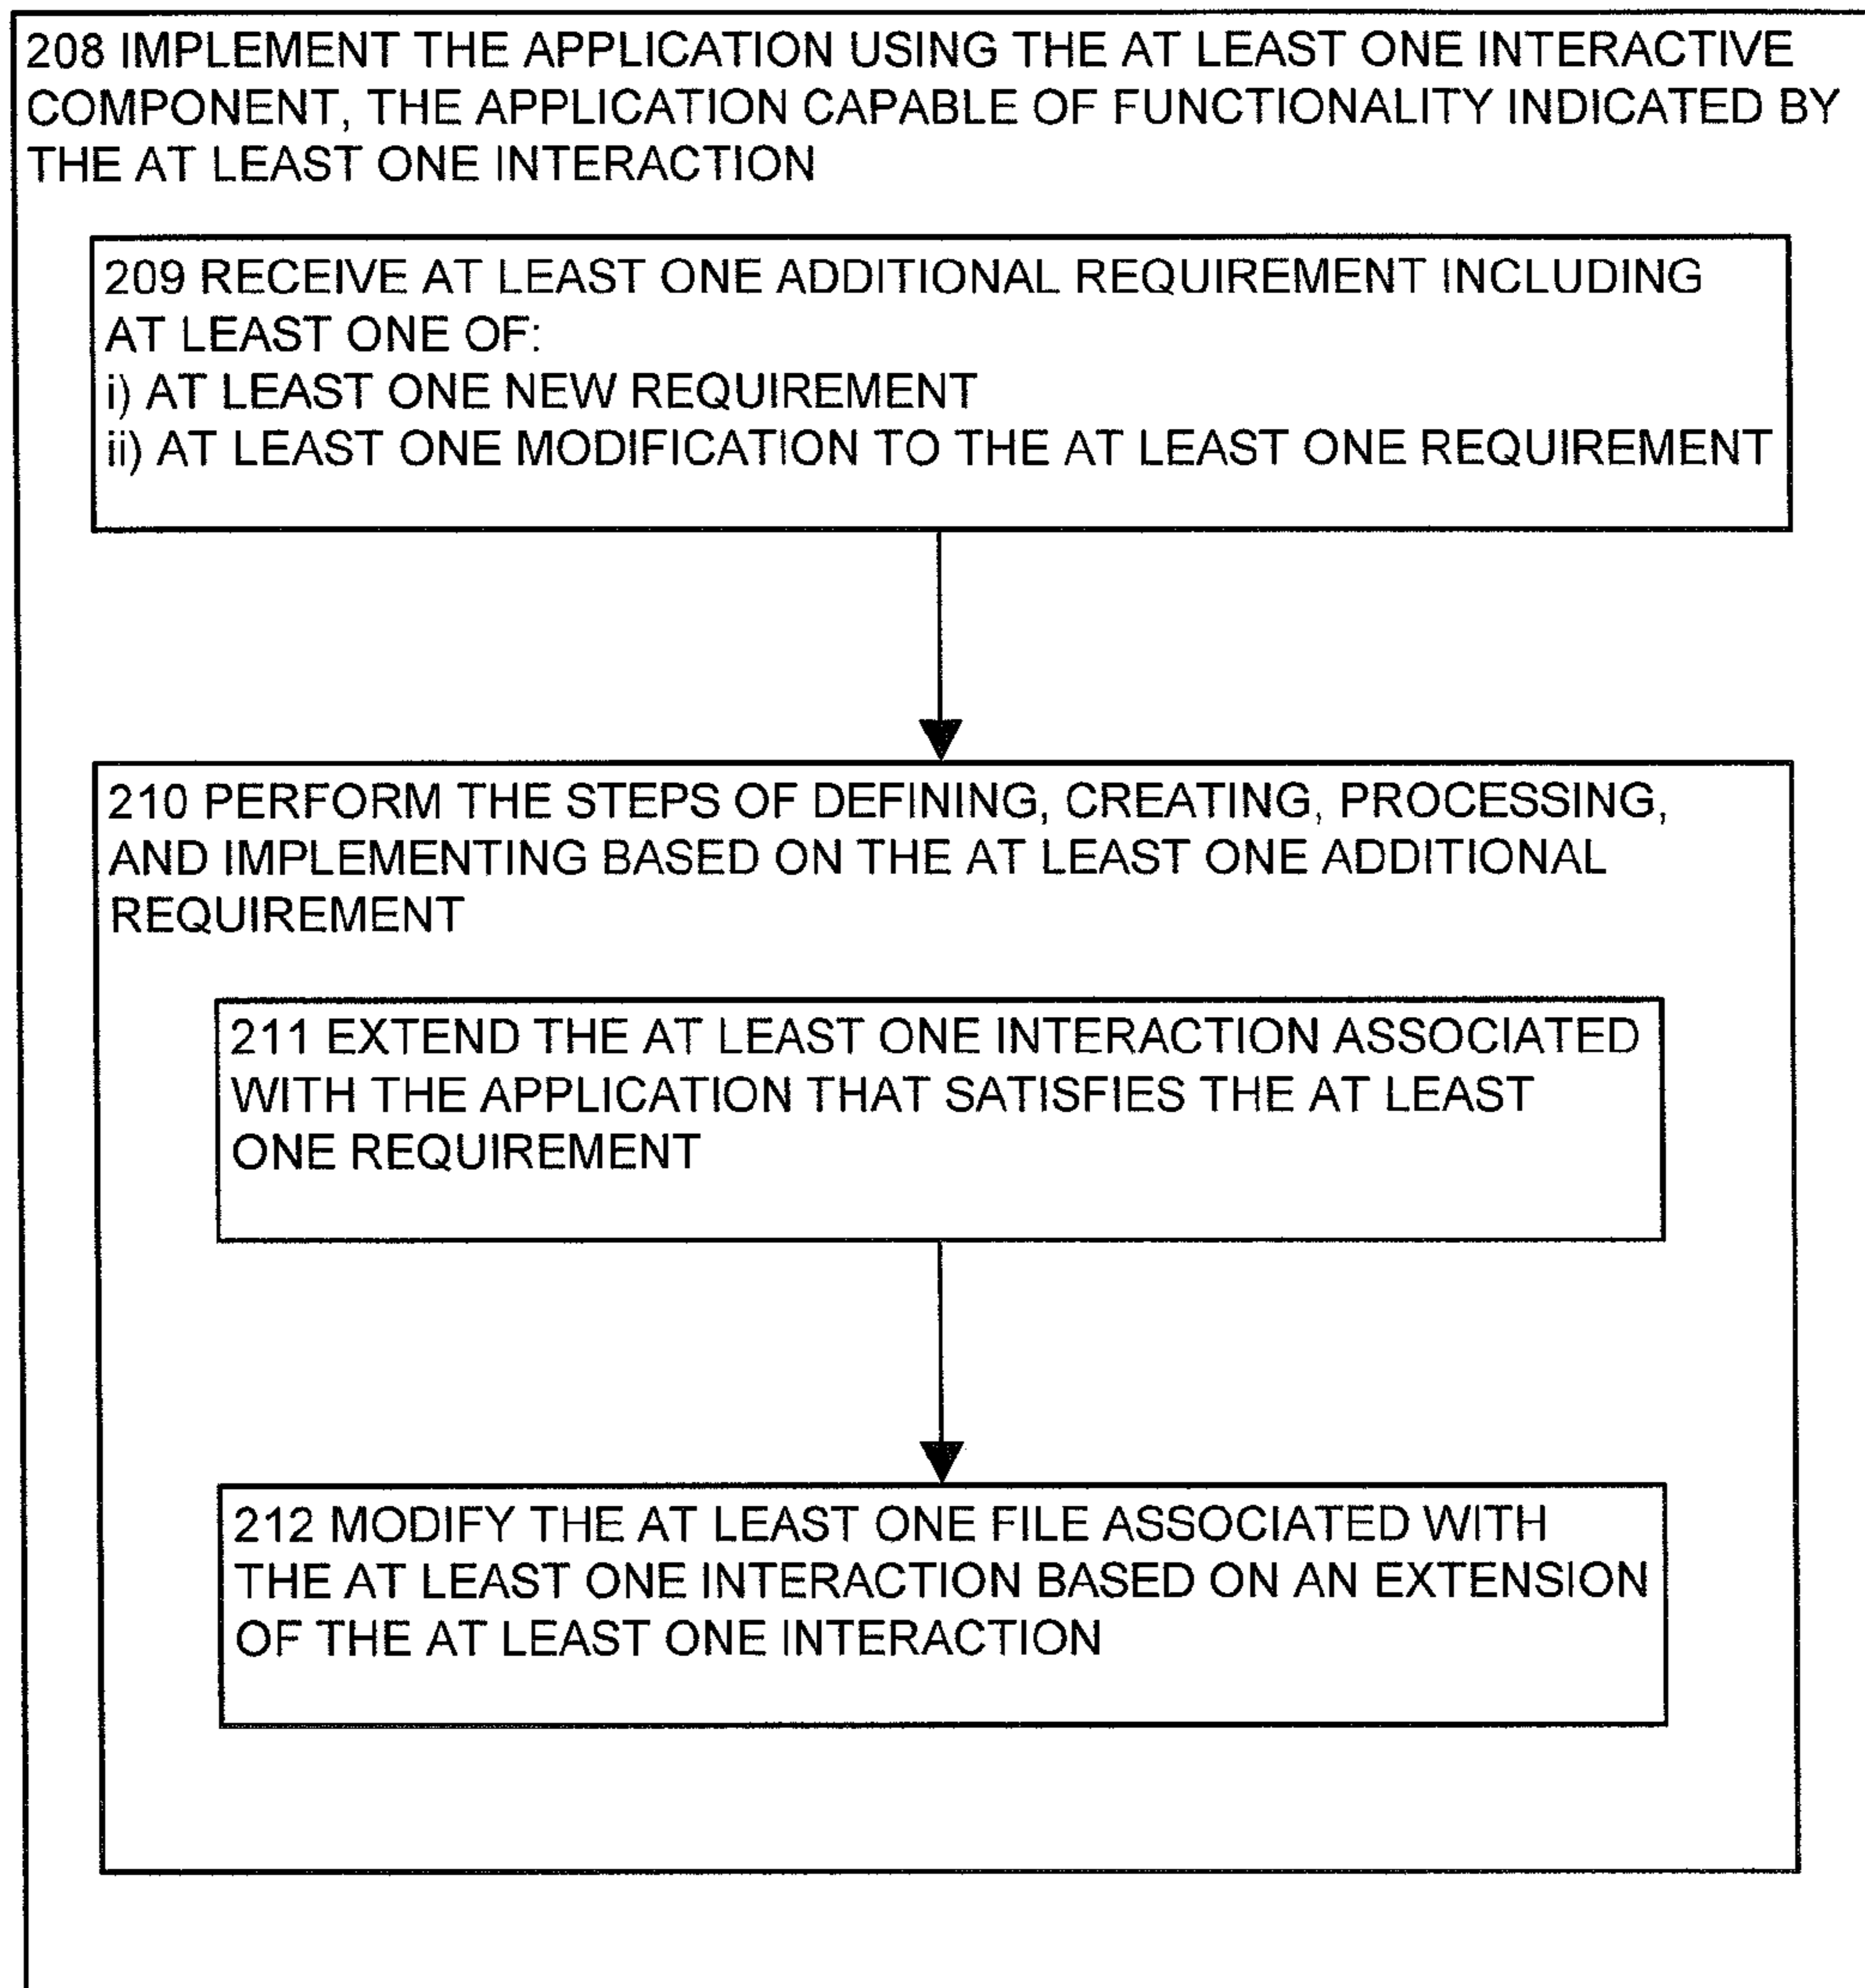 208 IMPLEMENT THE APPLICATION USING THE AT LEAST ONE INTERACTIVE
COMPONENT, THE APPLICATION CAPABLE OF FUNCTIONALITY INDICATED BY
THE AT LEAST ONE INTERACTION
209 RECEIVE AT LEAST ONE ADDITIONAL REQUIREMENT INCLUDING
AT LEAST ONE OF:
i) AT LEAST ONE NEW REQUIREMENT
ii) AT LEAST ONE MODIFICATION TO THE AT LEAST ONE REQUIREMENT
210 PERFORM THE STEPS OF DEFINING, CREATING, PROCESSING,
AND IMPLEMENTING BASED ON THE AT LEAST ONE ADDITIONAL
REQUIREMENT
211 EXTEND THE AT LEAST ONE INTERACTION ASSOCIATED
WITH THE APPLICATION THAT SATISFIES THE AT LEAST
ONE REQUIREMENT
212 MODIFY THE AT LEAST ONE FILE ASSOCIATED WITH
THE AT LEAST ONE INTERACTION BASED ON AN EXTENSION
OF THE AT LEAST ONE INTERACTION